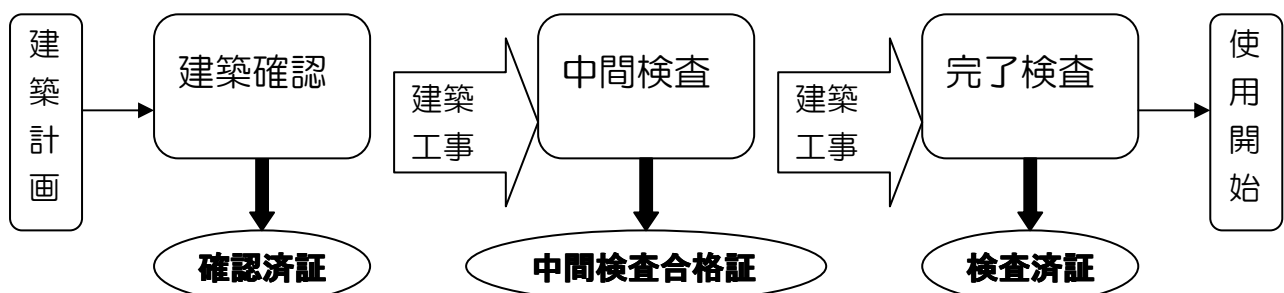 建築計画
建築確認
建築
工事
中間検査
建築
工事
完了検査
使用開始
確認済証
中間検査合格証
検査済証